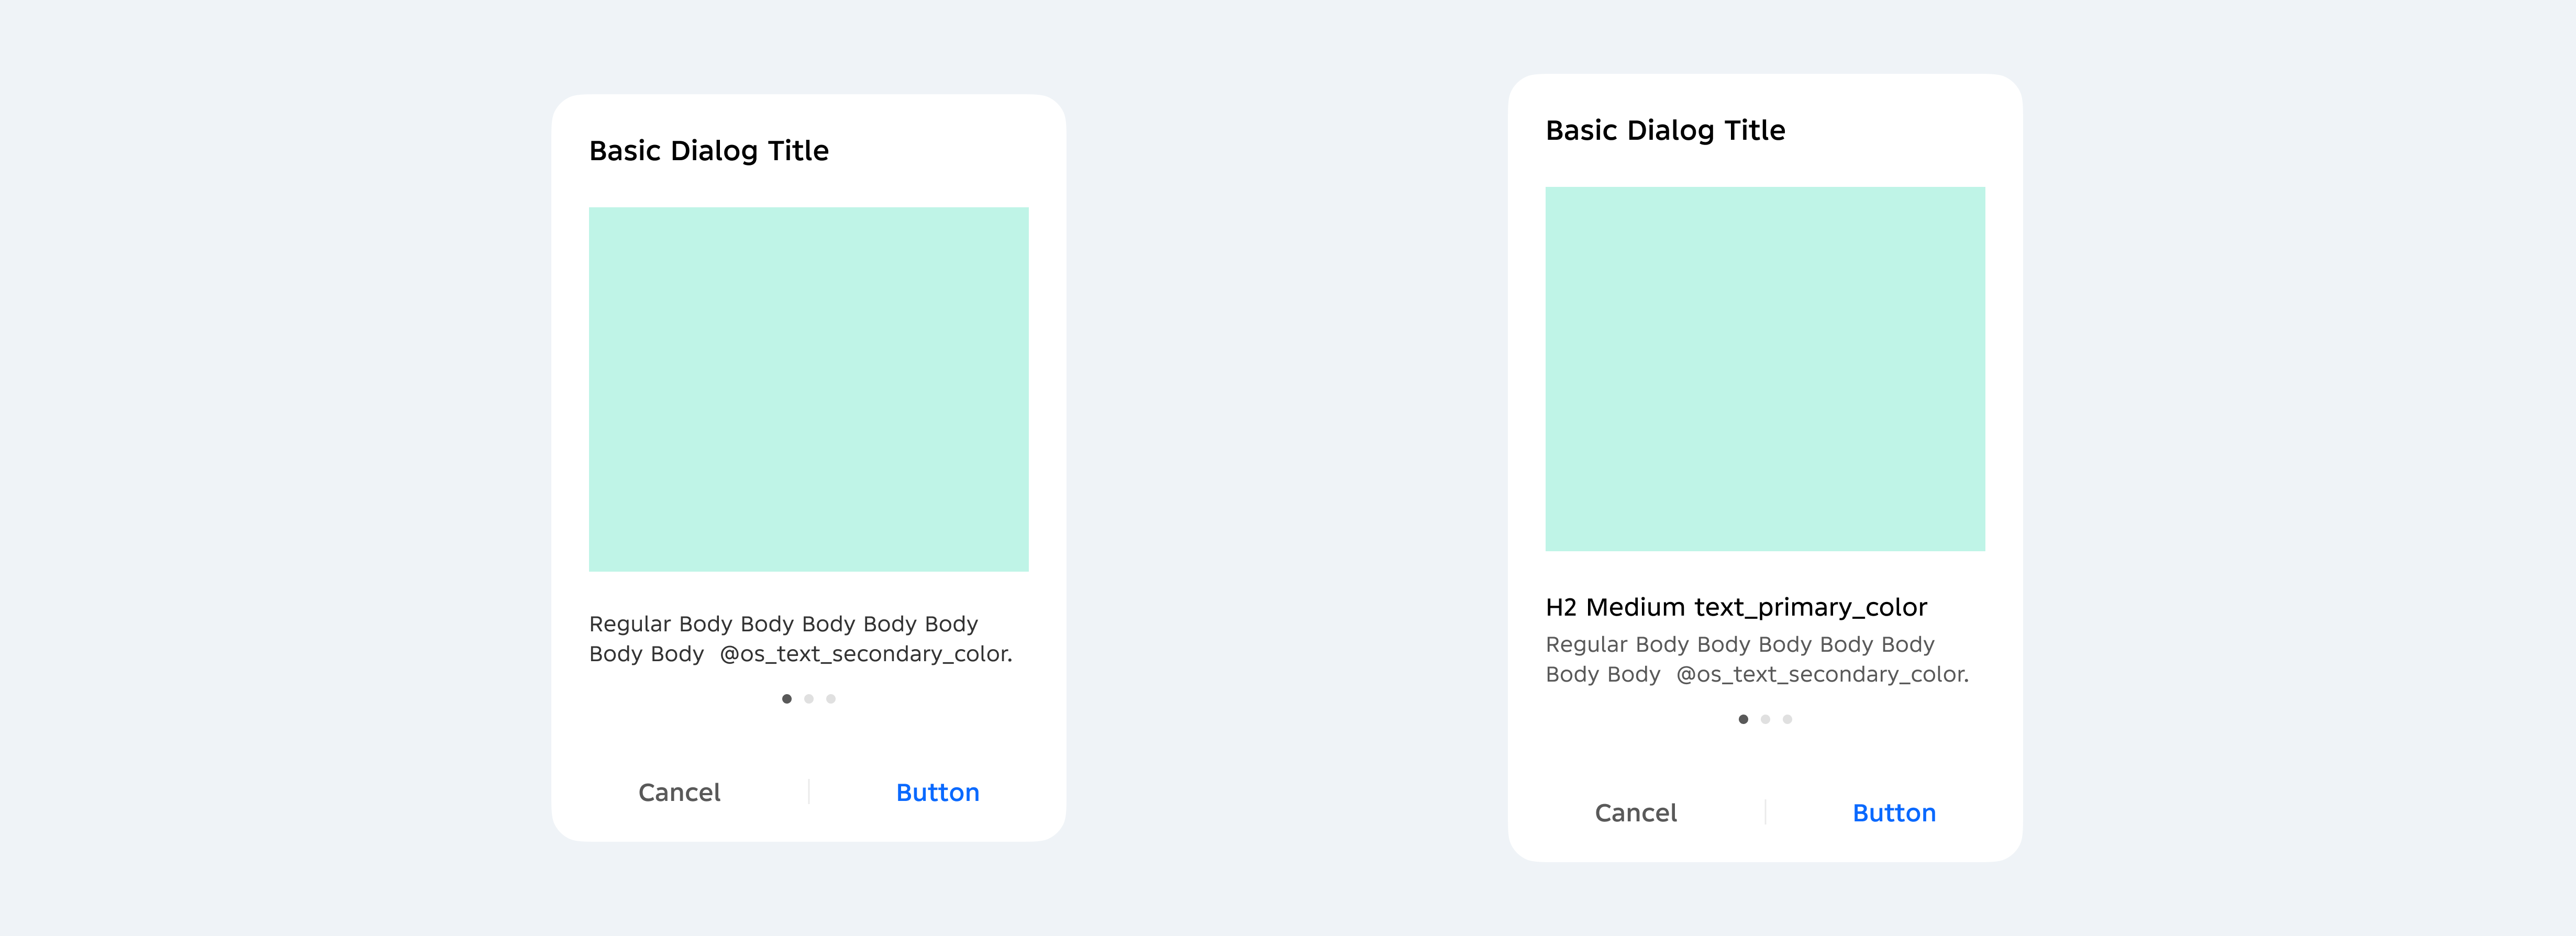 Basic Dialog Title
Regular Body Body Body Body Body
Body Body @os_text_secondary_color.
Cancel
Button
Basic Dialog Title
H2 Medium text_primary_color
Regular Body Body Body Body Body
Body Body @os_text_secondary_color.
Cancel
Button